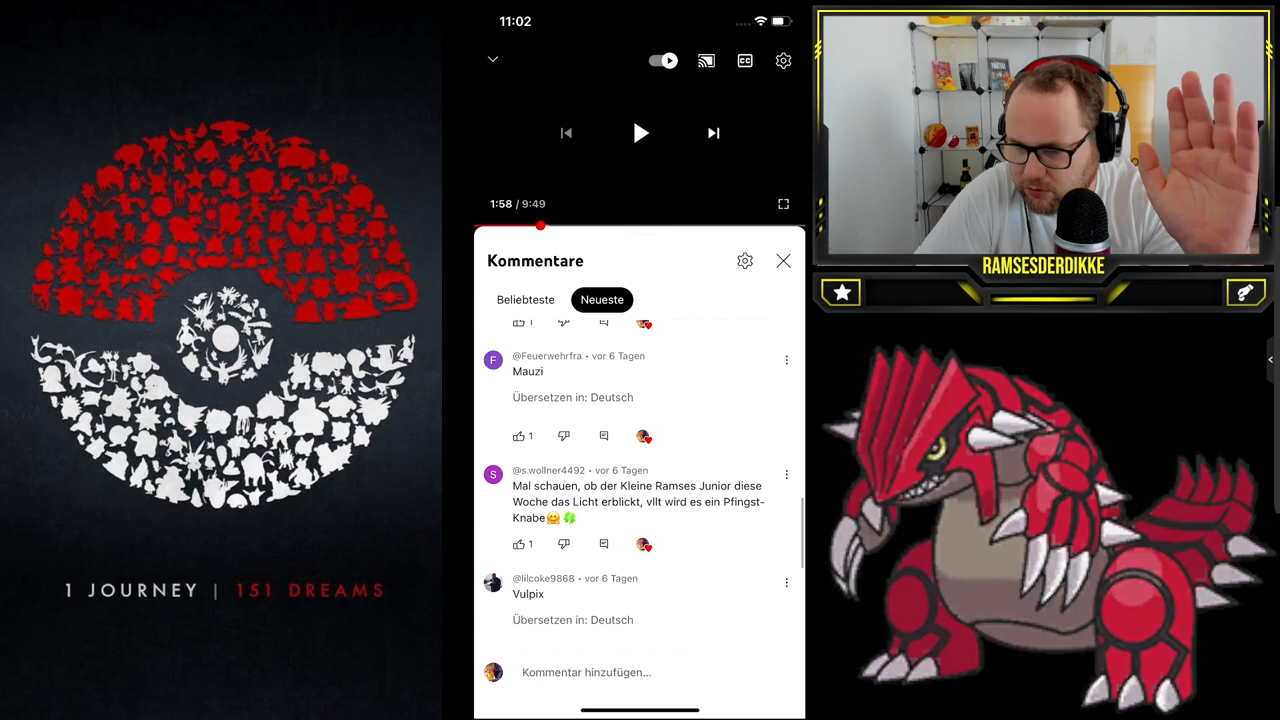 11:02
1:58 / 9:49
Kommentare
Beliebteste
Neueste
1
F
@Feuerwehrfra • vor 6 Tagen
Mauzi
Übersetzen in: Deutsch
1
S
@s.wollner4492 • vor 6 Tagen
Mal schauen, ob der Kleine Ramses Junior diese
Woche das Licht erblickt, vllt wird es ein Pfingst-
Knabe🤗🍀
1
@lilcoke9868 • vor 6 Tagen
Vulpix
Übersetzen in: Deutsch
Kommentar hinzufügen...
1 JOURNEY | 151 DREAMS
CC
RAMSESDERDIKKE